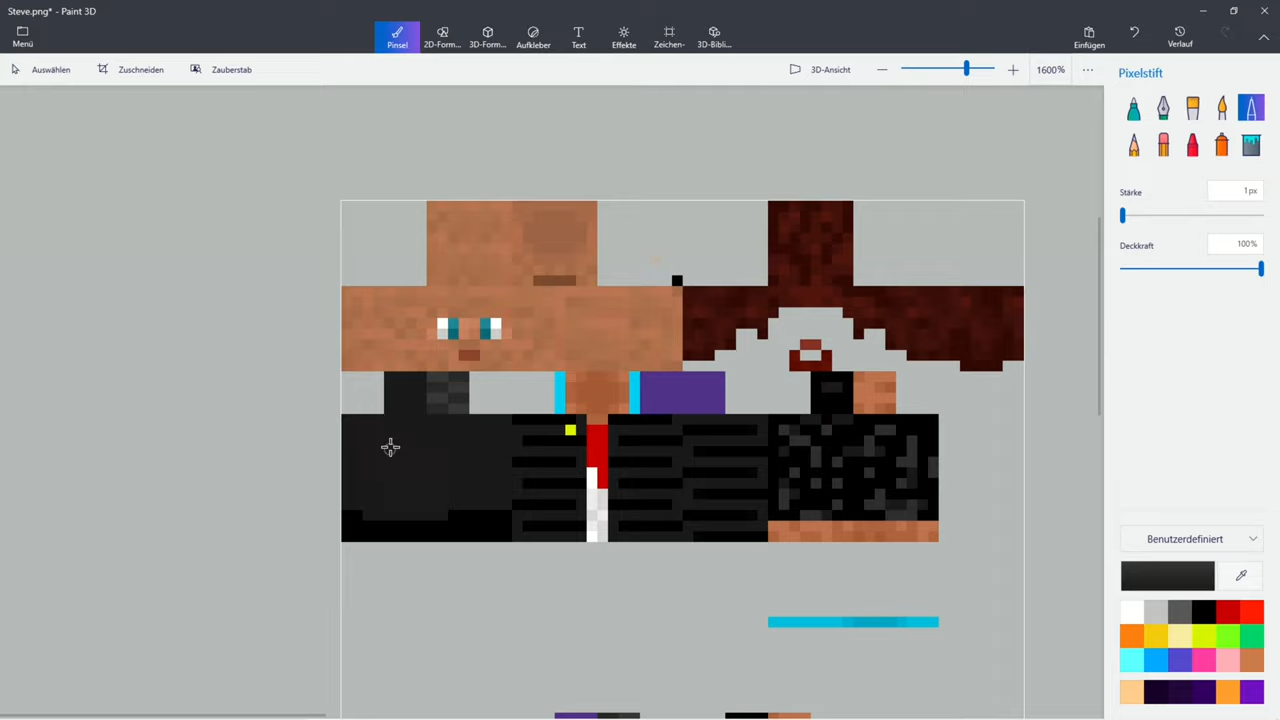 Steve.png* - Paint 3D
Menü
Pinsel
2D-Form...
3D-Form...
Aufkleber
Text
Effekte
Zeichen-
3D-Bibli...
Einfügen
Verlauf
Auswählen
Zuschneiden
Zauberstab
3D-Ansicht
1600%
Pixelstift
Stärke
1px
Deckkraft
100%
Benutzerdefiniert